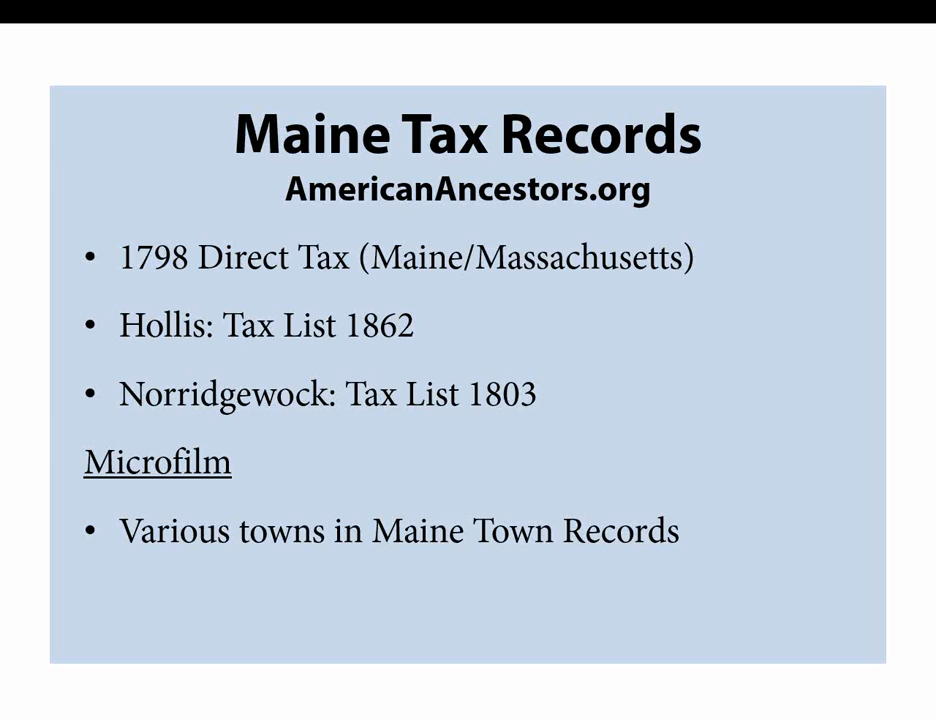 Maine Tax Records
AmericanAncestors.org
• 1798 Direct Tax (Maine/Massachusetts)
• Hollis: Tax List 1862
• Norridgewock: Tax List 1803
Microfilm
• Various towns in Maine Town Records